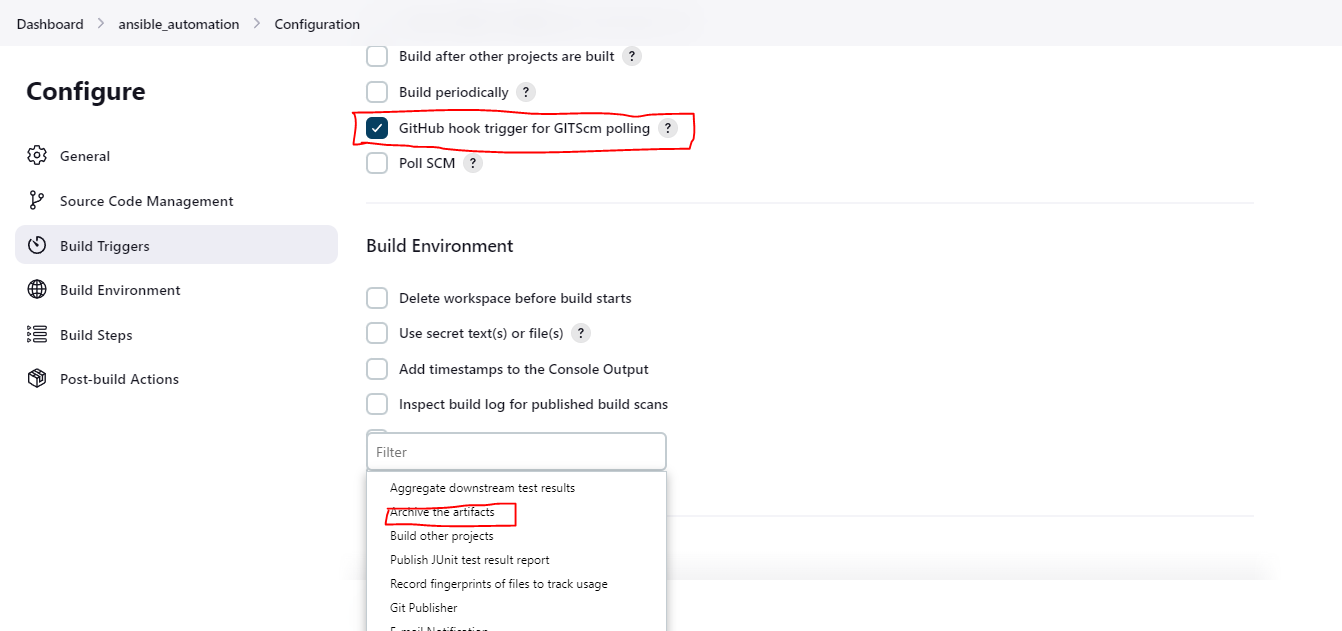 Dashboard > ansible_automation > Configuration
Configure
General
Source Code Management
Build Triggers
Build Environment
Build Steps
Post-build Actions
Build after other projects are built ?
Build periodically ?
GitHub hook trigger for GITScm polling ?
Poll SCM ?
Build Environment
Delete workspace before build starts
Use secret text(s) or file(s) ?
Add timestamps to the Console Output
Inspect build log for published build scans
Filter
Aggregate downstream test results
Archive the artifacts
Build other projects
Publish JUnit test result report
Record fingerprints of files to track usage
Git Publisher
E-mail Notification